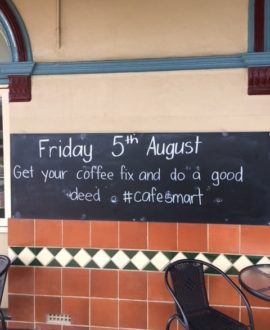 Friday 5th August
Get your coffee fix and do a good
deed. #cafesmart